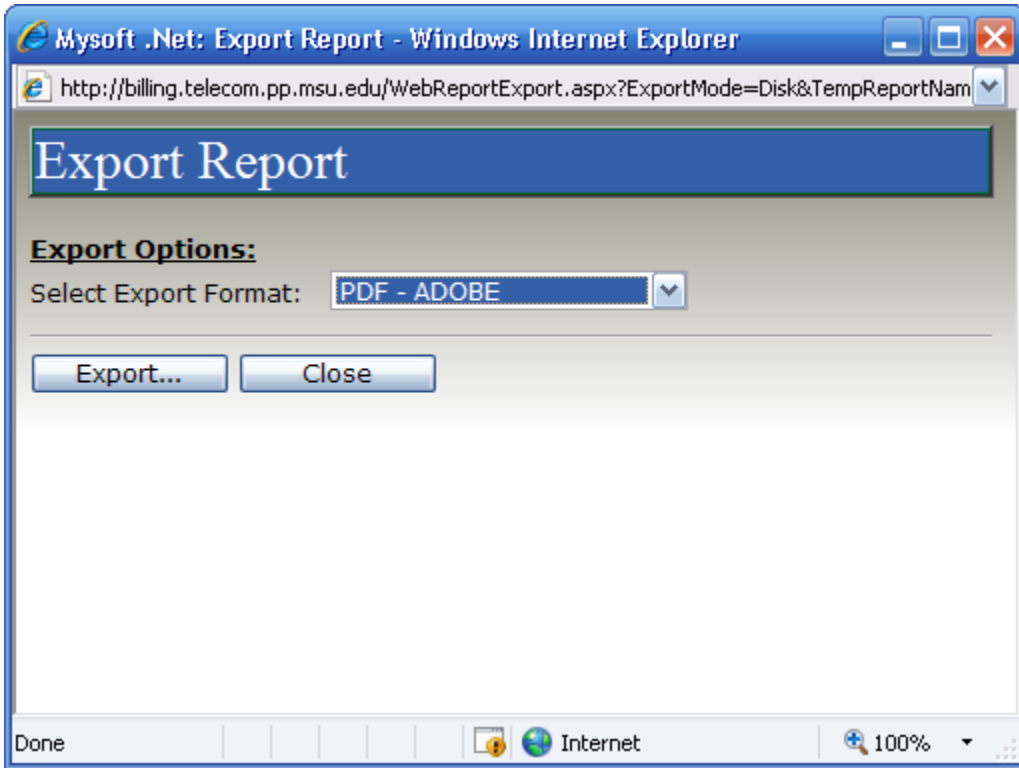 Mysoft .Net: Export Report - Windows Internet Explorer
http://billing.telecom.pp.msu.edu/WebReportExport.aspx?ExportMode=Disk&TempReportNam
Export Report
Export Options:
Select Export Format: PDF - ADOBE
Export... Close
Done Internet 100%